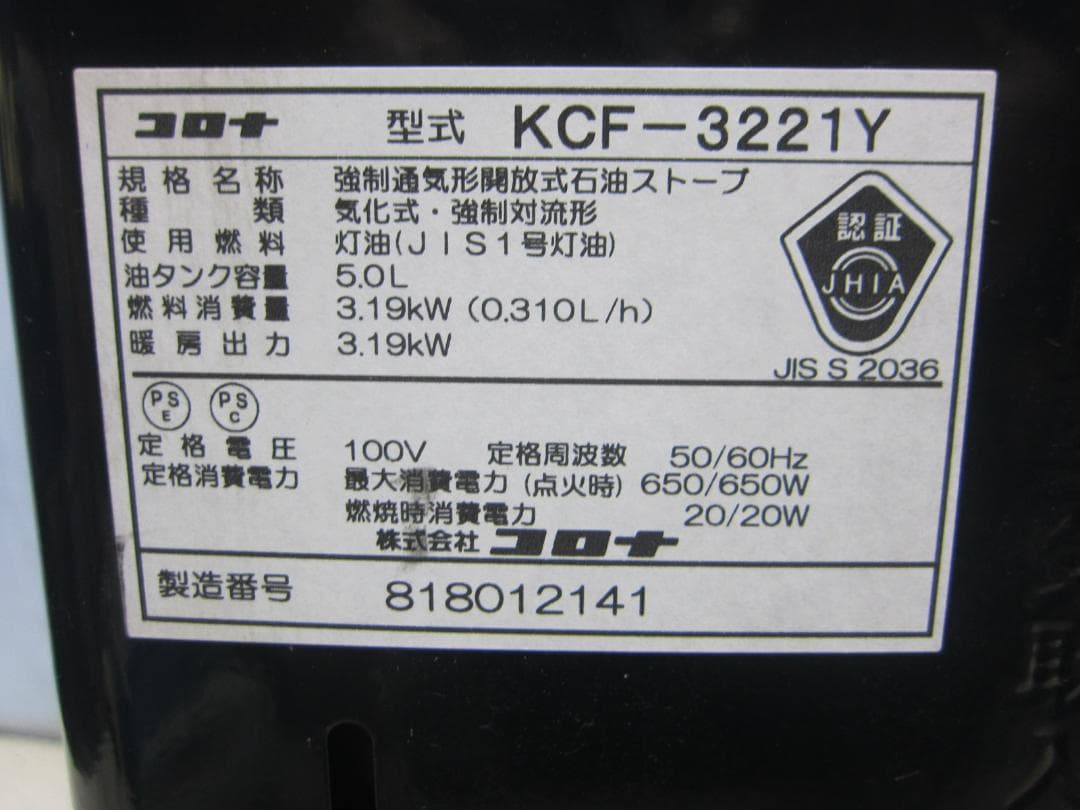 コロナ 型式 KCF-3221Y
規格名称 強制通気形開放式石油ストーブ
種類 気化式・強制対流形
使用燃料 灯油(JIS1号灯油)
油タンク容量 5.0L
燃料消費量 3.19kW (0.310L/h)
暖房出力 3.19kW
認証
JHIA
JIS S 2036
PS E PS C
定格電圧 100V 定格周波数 50/60Hz
定格消費電力 最大消費電力(点火時) 650/650W
燃焼時消費電力 20/20W
株式会社 コロナ
製造番号 818012141
取